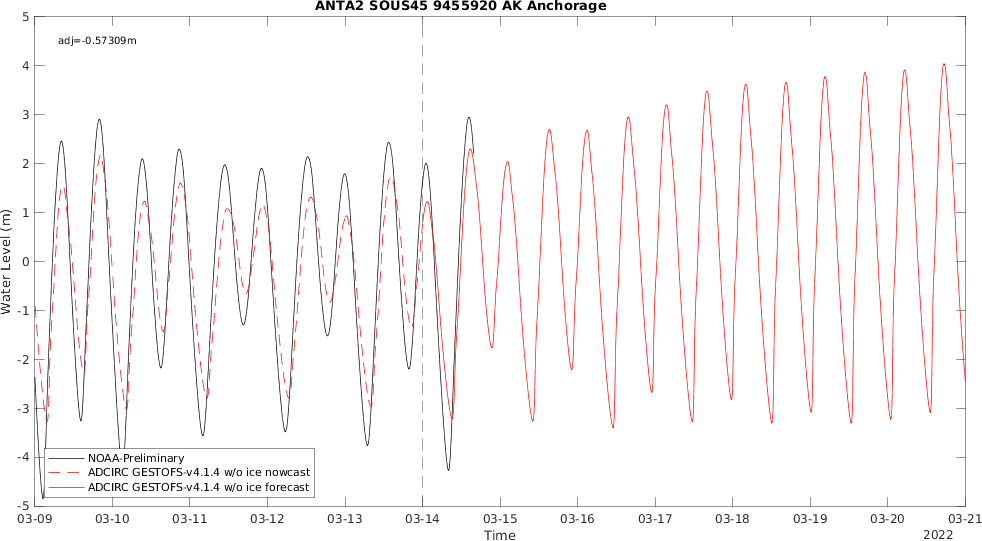 ANTA2 SOUS45 9455920 AK Anchorage
adj=-0.57309m
5
4
3
2
1
0
-1
-2
-3
-4
-5
Water Level (m)
NOAA-Preliminary
ADCIRC GESTOFS-v4.1.4 w/o ice nowcast
ADCIRC GESTOFS-v4.1.4 w/o ice forecast
03-09 03-10 03-11 03-12 03-13 03-14 03-15 03-16 03-17 03-18 03-19 03-20 03-21
Time
2022